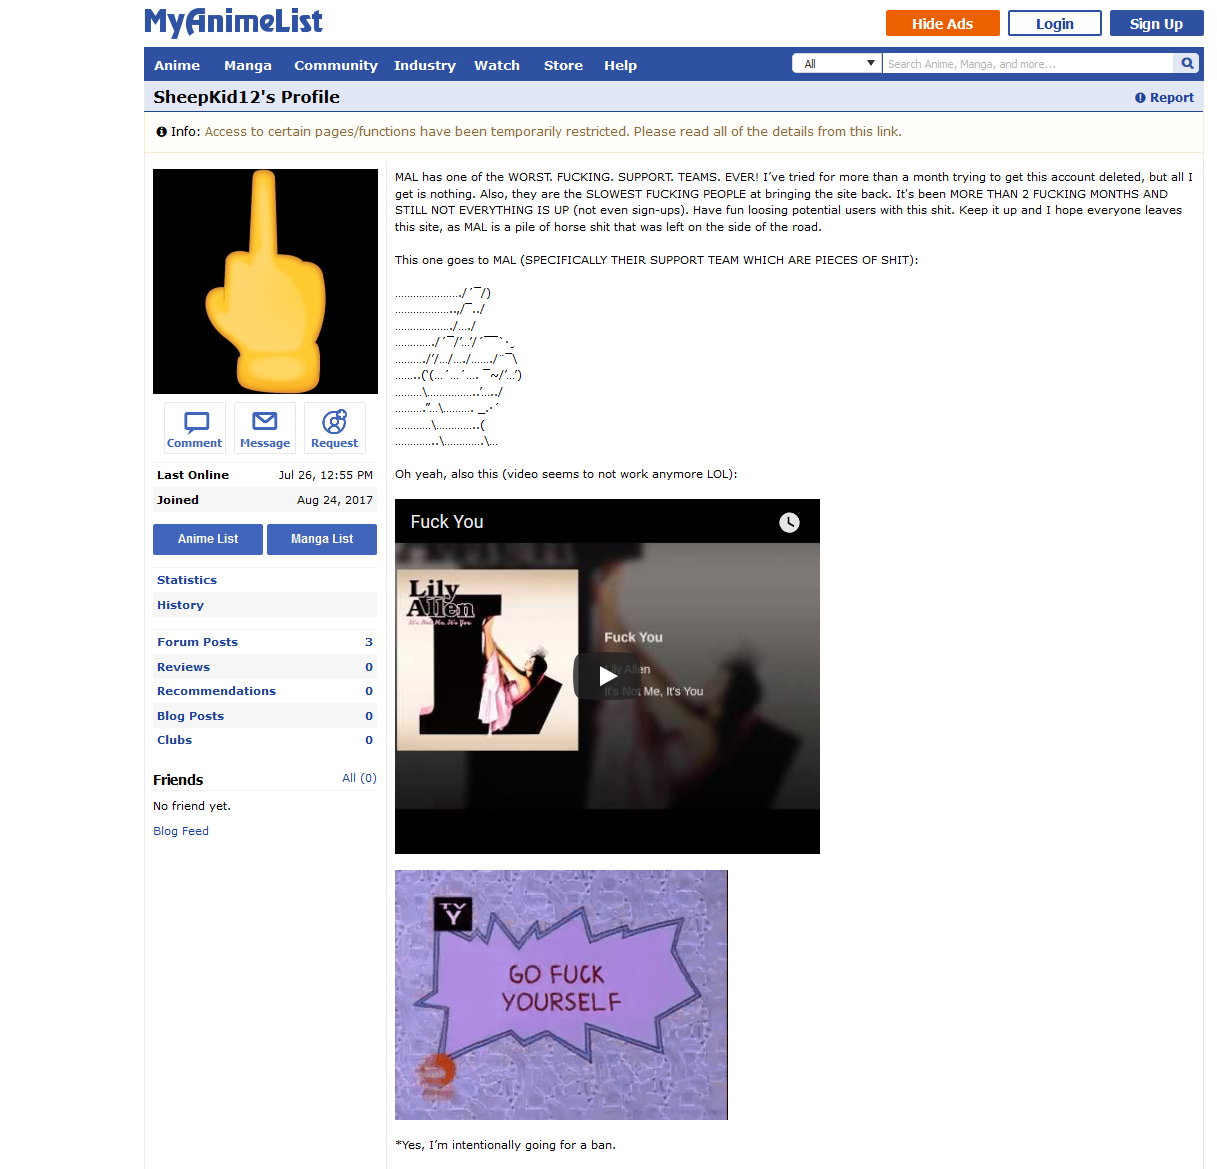 MyAnimeList
Hide Ads
Login
Sign Up
Anime
Manga
Community
Industry
Watch
Store
Help
All
Search Anime, Manga, and more...
SheepKid12's Profile
Report
Info: Access to certain pages/functions have been temporarily restricted. Please read all of the details from this link.
Comment
Message
Request
Last Online Jul 26, 12:55 PM
Joined Aug 24, 2017
Anime List
Manga List
Statistics
History
Forum Posts 3
Reviews 0
Recommendations 0
Blog Posts 0
Clubs 0
Friends All (0)
No friend yet.
Blog Feed
MAL has one of the WORST. FUCKING. SUPPORT. TEAMS. EVER! I've tried for more than a month trying to get this account deleted, but all I
get is nothing. Also, they are the SLOWEST FUCKING PEOPLE at bringing the site back. It's been MORE THAN 2 FUCKING MONTHS AND
STILL NOT EVERYTHING IS UP (not even sign-ups). Have fun loosing potential users with this shit. Keep it up and I hope everyone leaves
this site, as MAL is a pile of horse shit that was left on the side of the road.
This one goes to MAL (SPECIFICALLY THEIR SUPPORT TEAM WHICH ARE PIECES OF SHIT):
Oh yeah, also this (video seems to not work anymore LOL):
Fuck You
Lily
Allen
It's Not Me, It's You
Fuck You
Lily Allen
It's Not Me, It's You
TV
Y
GO FUCK
YOURSELF
*Yes, I'm intentionally going for a ban.